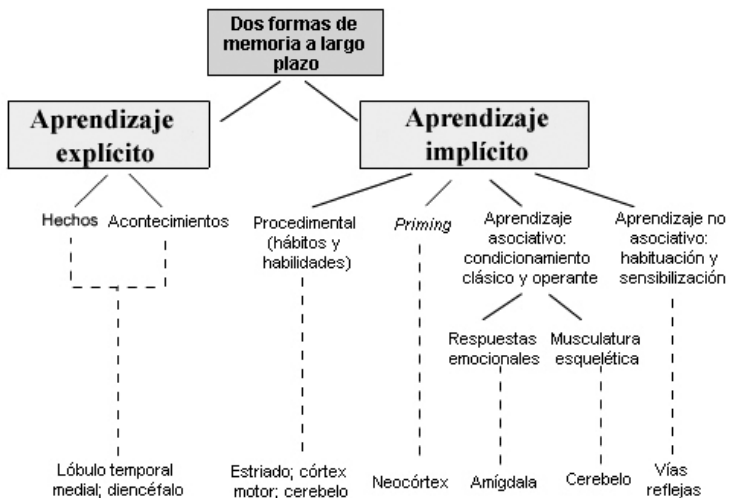 Dos formas de
memoria a largo
plazo
Aprendizaje
explícito
Aprendizaje
implícito
Hechos
Acontecimientos
Procedimental
(hábitos y
habilidades)
Priming
Aprendizaje
asociativo:
condicionamiento
clásico y operante
Aprendizaje no
asociativo:
habituación y
sensibilización
Respuestas
emocionales
Musculatura
esquelética
Lóbulo temporal
medial; diencéfalo
Estriado; córtex
motor; cerebelo
Neocórtex
Amígdala
Cerebelo
Vías
reflejas